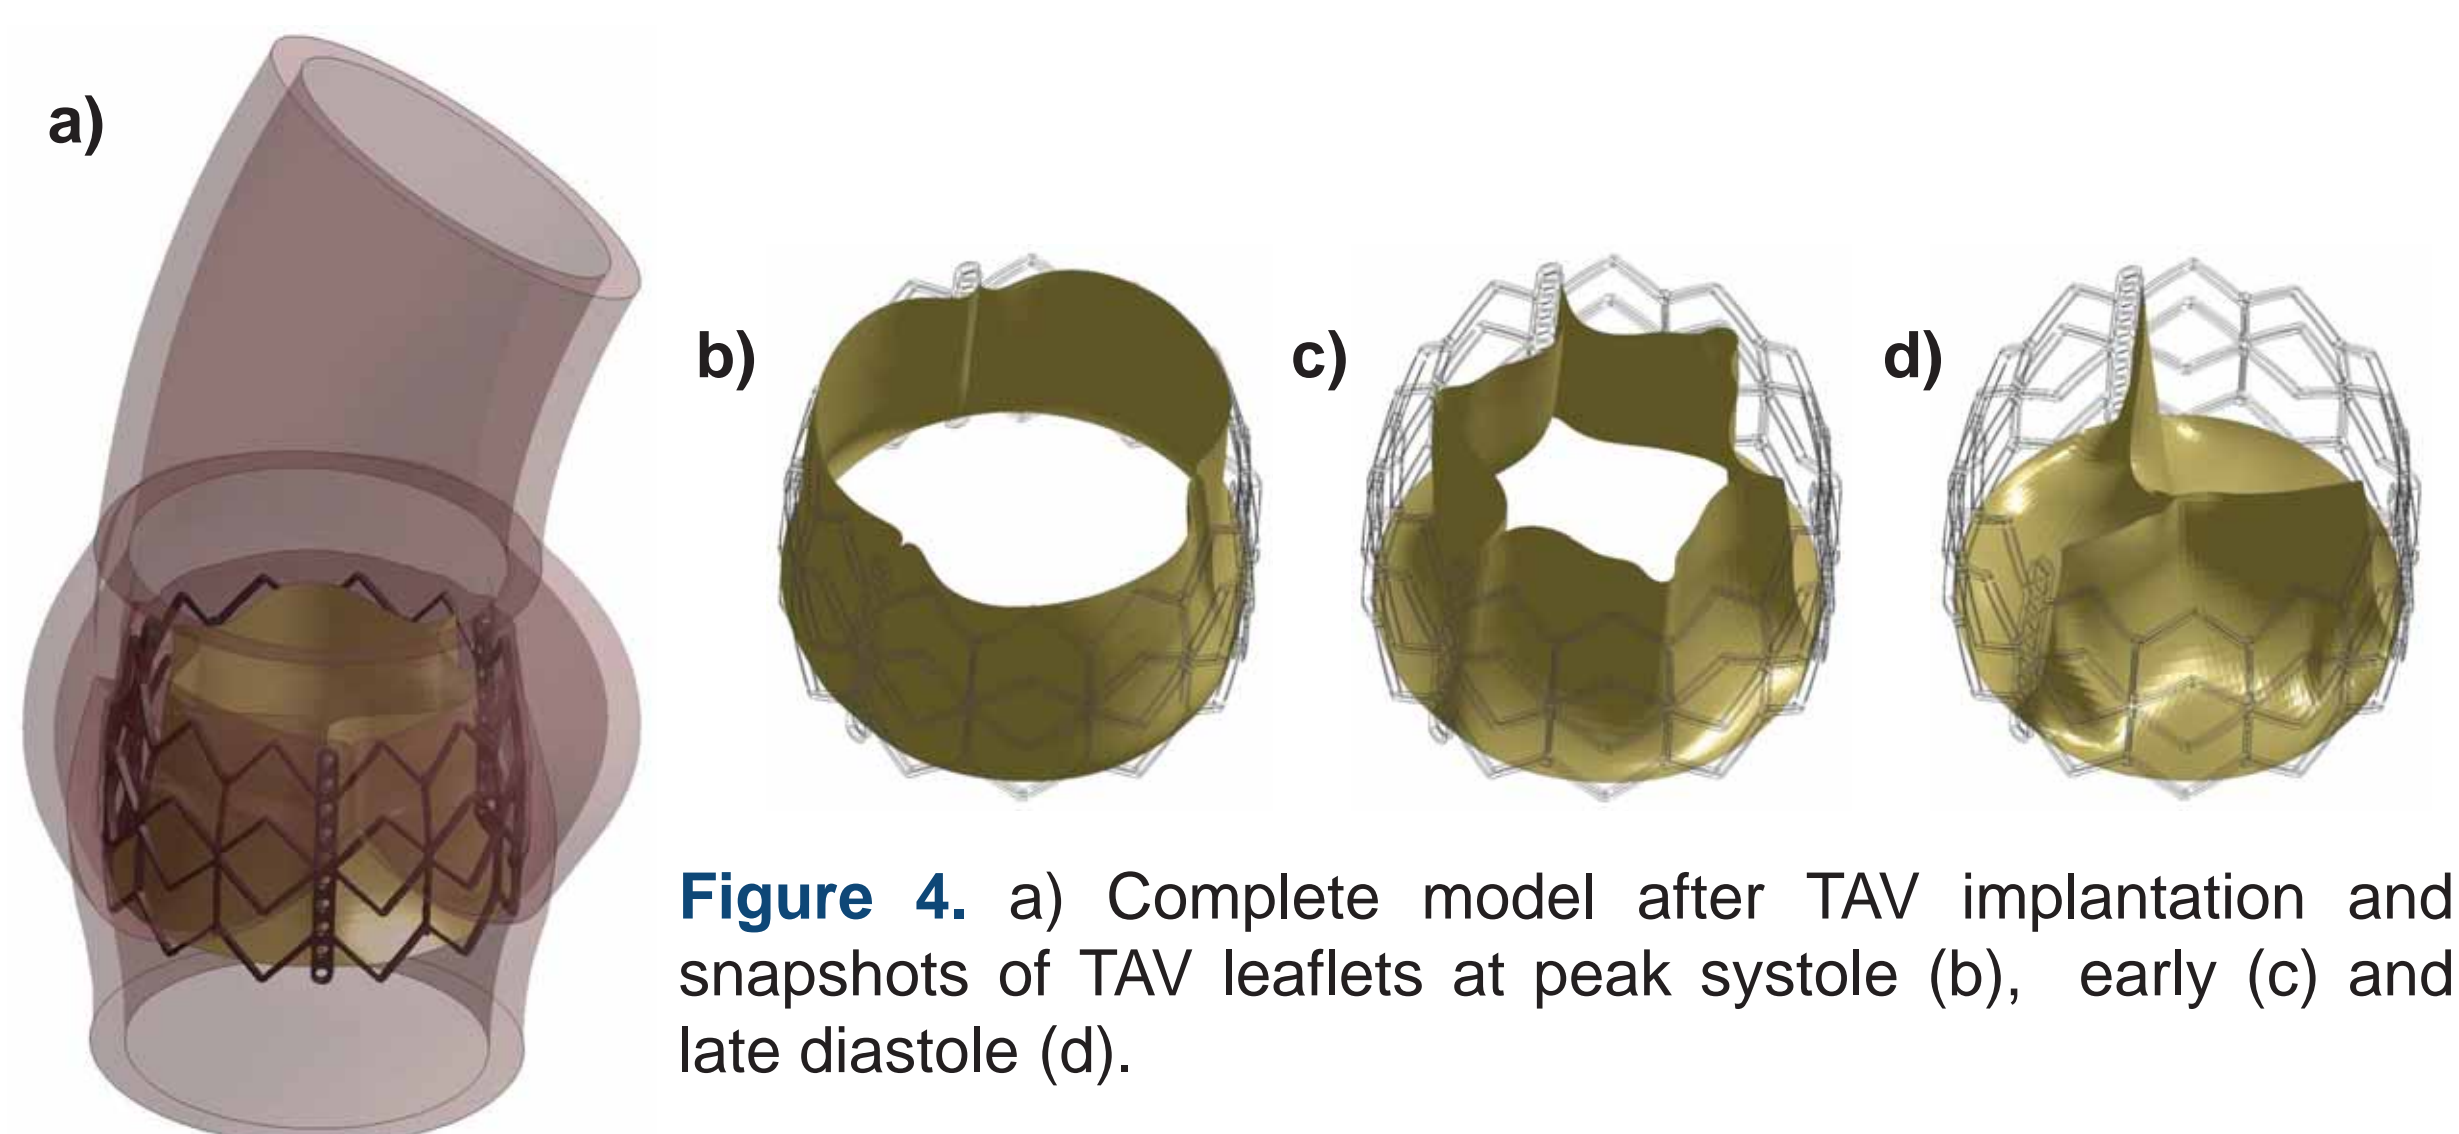 a)
b)
c)
d)
Figure 4. a) Complete model after TAV implantation and
snapshots of TAV leaflets at peak systole (b), early (c) and
late diastole (d).